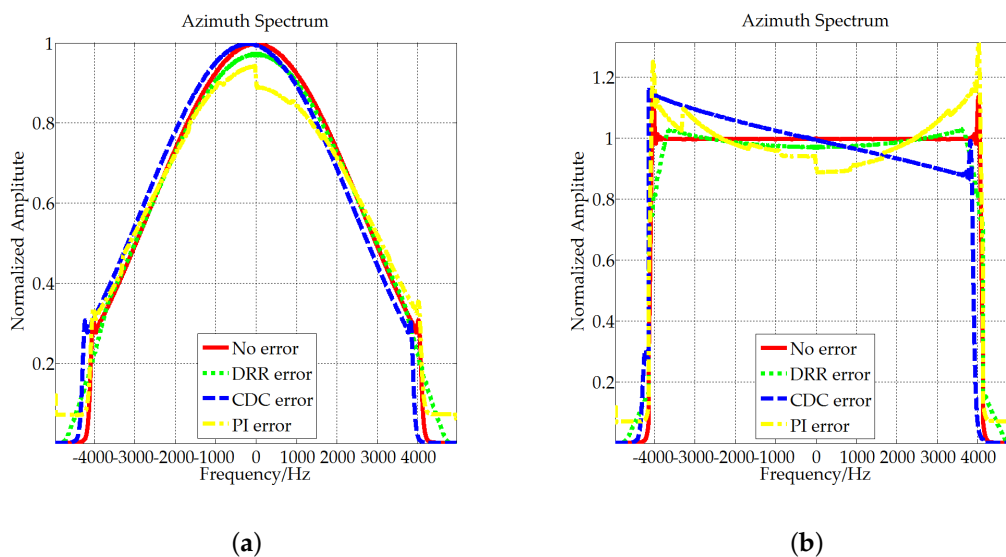 Azimuth Spectrum
Normalized Amplitude
1
0.8
0.6
0.4
0.2
No error
DRR error
CDC error
PI error
-4000 -3000 -2000 -1000 0 1000 2000 3000 4000
Frequency/Hz
(a)
Azimuth Spectrum
Normalized Amplitude
1.2
1
0.8
0.6
0.4
0.2
No error
DRR error
CDC error
PI error
-4000 -3000 -2000 -1000 0 1000 2000 3000 4000
Frequency/Hz
(b)